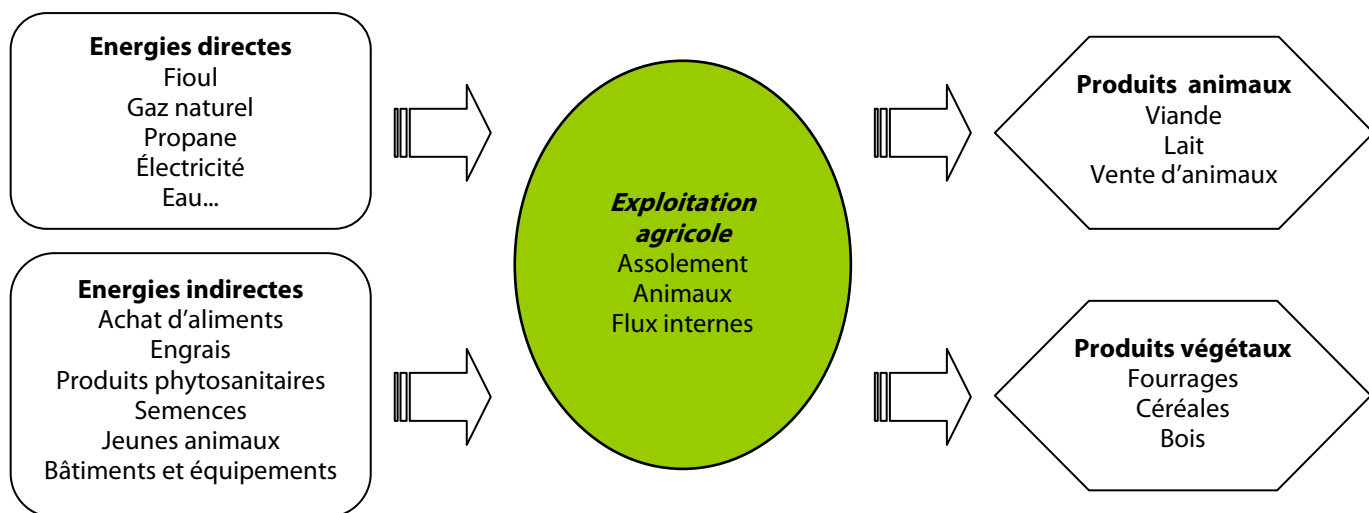 Energies directes
Fioul
Gaz naturel
Propane
Électricité
Eau...
Energies indirectes
Achat d’aliments
Engrais
Produits phytosanitaires
Semences
Jeunes animaux
Bâtiments et équipements
Exploitation
agricole
Assolement
Animaux
Flux internes
Produits animaux
Viande
Lait
Vente d’animaux
Produits végétaux
Fourrages
Céréales
Bois